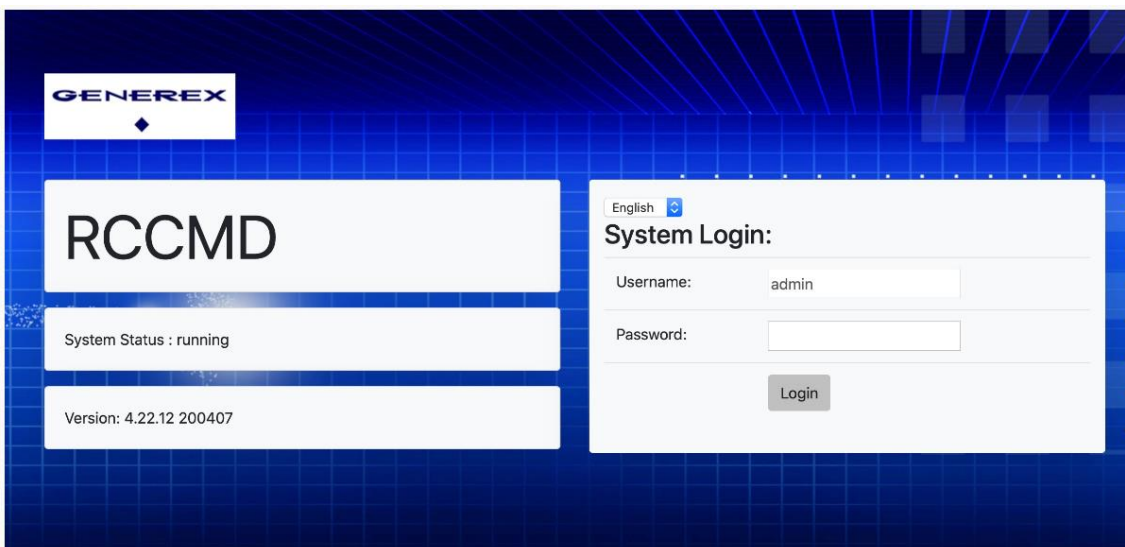 GENEREX
RCCMD
System Status : running
Version: 4.22.12 200407
English
System Login:
Username: admin
Password:
Login